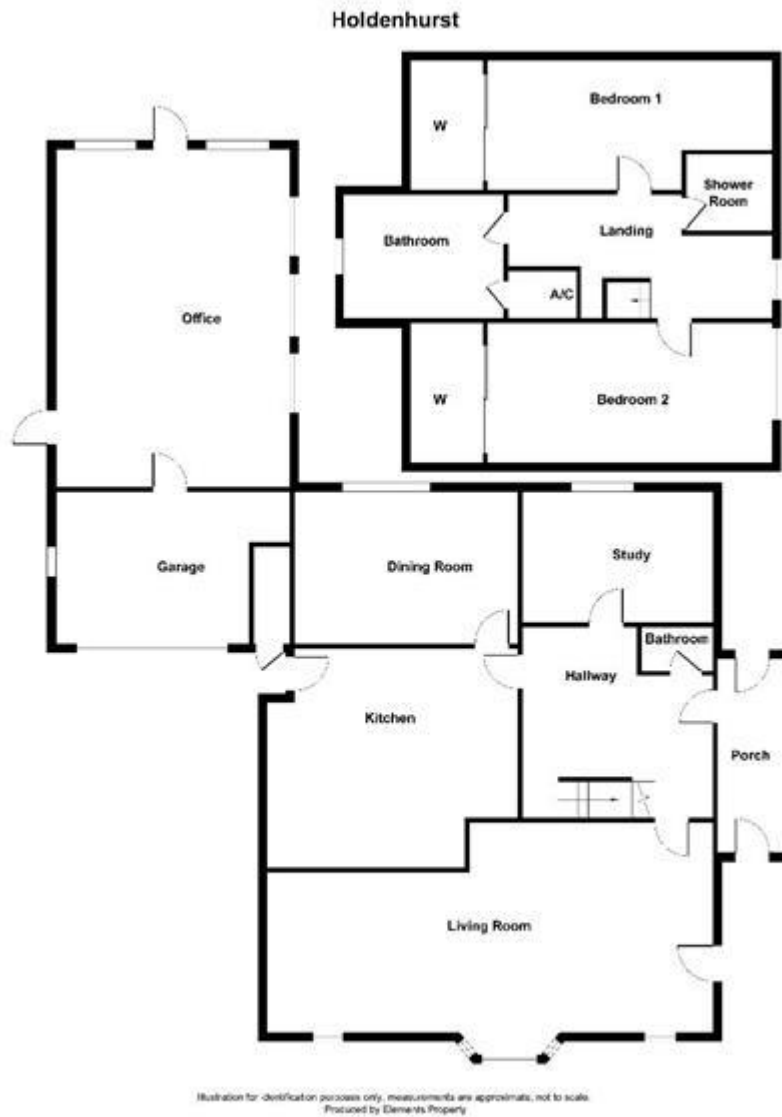 Holdenhurst
Bedroom 1
W
Shower
Room
Bathroom
Landing
A/C
Office
W
Bedroom 2
Garage
Dining Room
Study
Bathroom
Hallway
Kitchen
Porch
Living Room
Illustration for identification purposes only, measurements are approximate, not to scale.
Produced by Elements Property